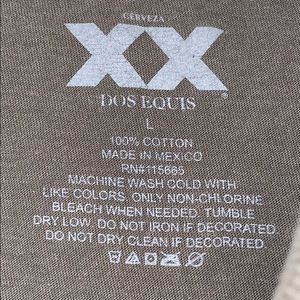 CERVEZA
XX
DOS EQUIS
L
100% COTTON
MADE IN MEXICO
RN#115665
MACHINE WASH COLD WITH
LIKE COLORS. ONLY NON-CHLORINE
BLEACH WHEN NEEDED. TUMBLE
DRY LOW. DO NOT IRON IF DECORATED.
DO NOT DRY CLEAN IF DECORATED.